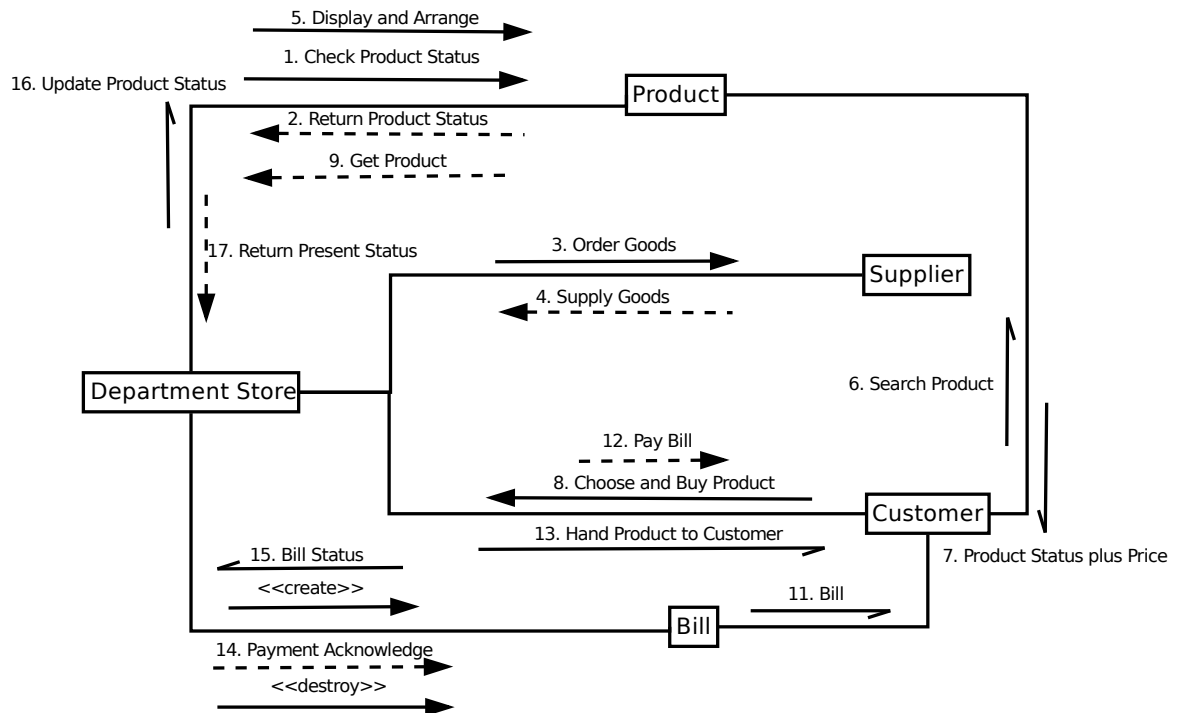 5. Display and Arrange
1. Check Product Status
16. Update Product Status
Product
2. Return Product Status
9. Get Product
17. Return Present Status
3. Order Goods
Supplier
4. Supply Goods
Department Store
6. Search Product
12. Pay Bill
8. Choose and Buy Product
Customer
13. Hand Product to Customer
15. Bill Status
7. Product Status plus Price
<<create>>
11. Bill
Bill
14. Payment Acknowledge
<<destroy>>